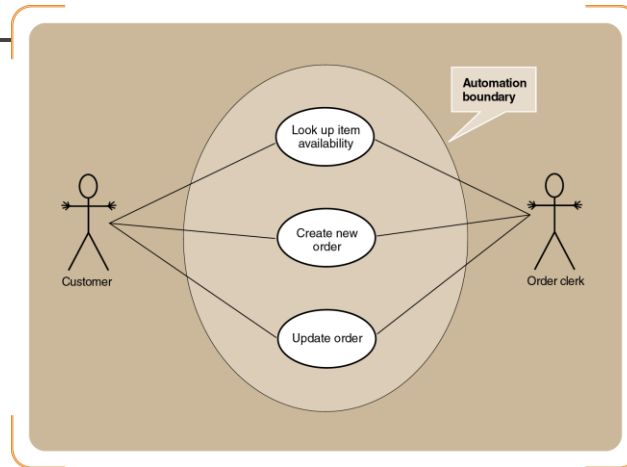 Automation
boundary
Look up item
availability
Create new
order
Customer
Order clerk
Update order